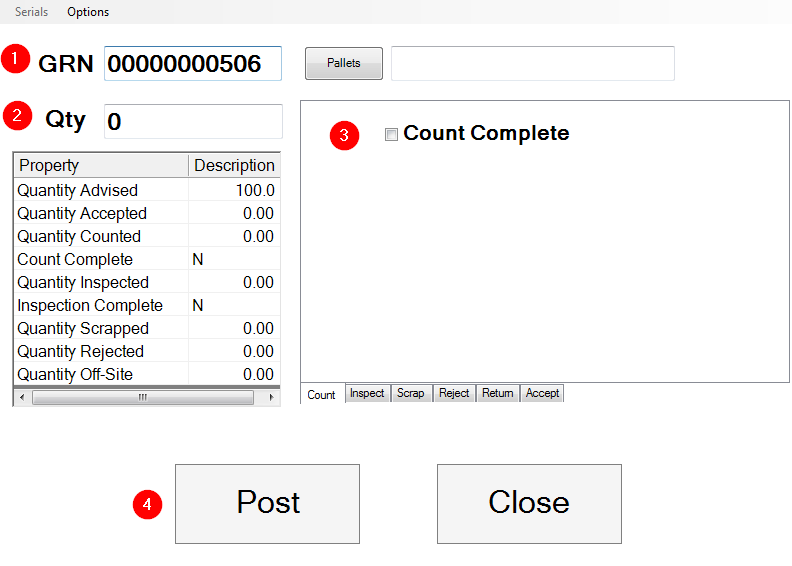 Serials Options
1 GRN 00000000506 Pallets
2 Qty 0
3 Count Complete
Property Description
Quantity Advised 100.0
Quantity Accepted 0.00
Quantity Counted 0.00
Count Complete N
Quantity Inspected 0.00
Inspection Complete N
Quantity Scrapped 0.00
Quantity Rejected 0.00
Quantity Off-Site 0.00
Count Inspect Scrap Reject Return Accept
4 Post Close